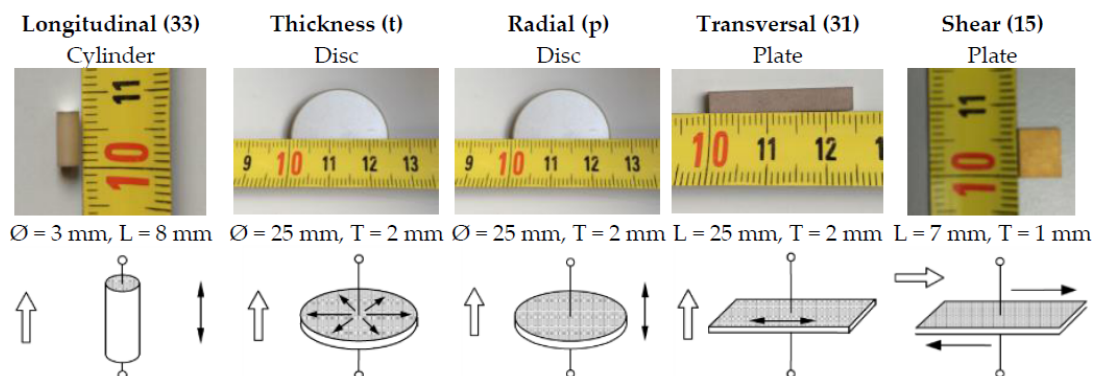 Longitudinal (33)
Cylinder
Thickness (t)
Disc
Radial (p)
Disc
Transversal (31)
Plate
Shear (15)
Plate
11
10
9 10 11 12 13
9 10 11 12 13
10 11 12 1
11
10
Ø = 3 mm, L = 8 mm
Ø = 25 mm, T = 2 mm
Ø = 25 mm, T = 2 mm
L = 25 mm, T = 2 mm
L = 7 mm, T = 1 mm